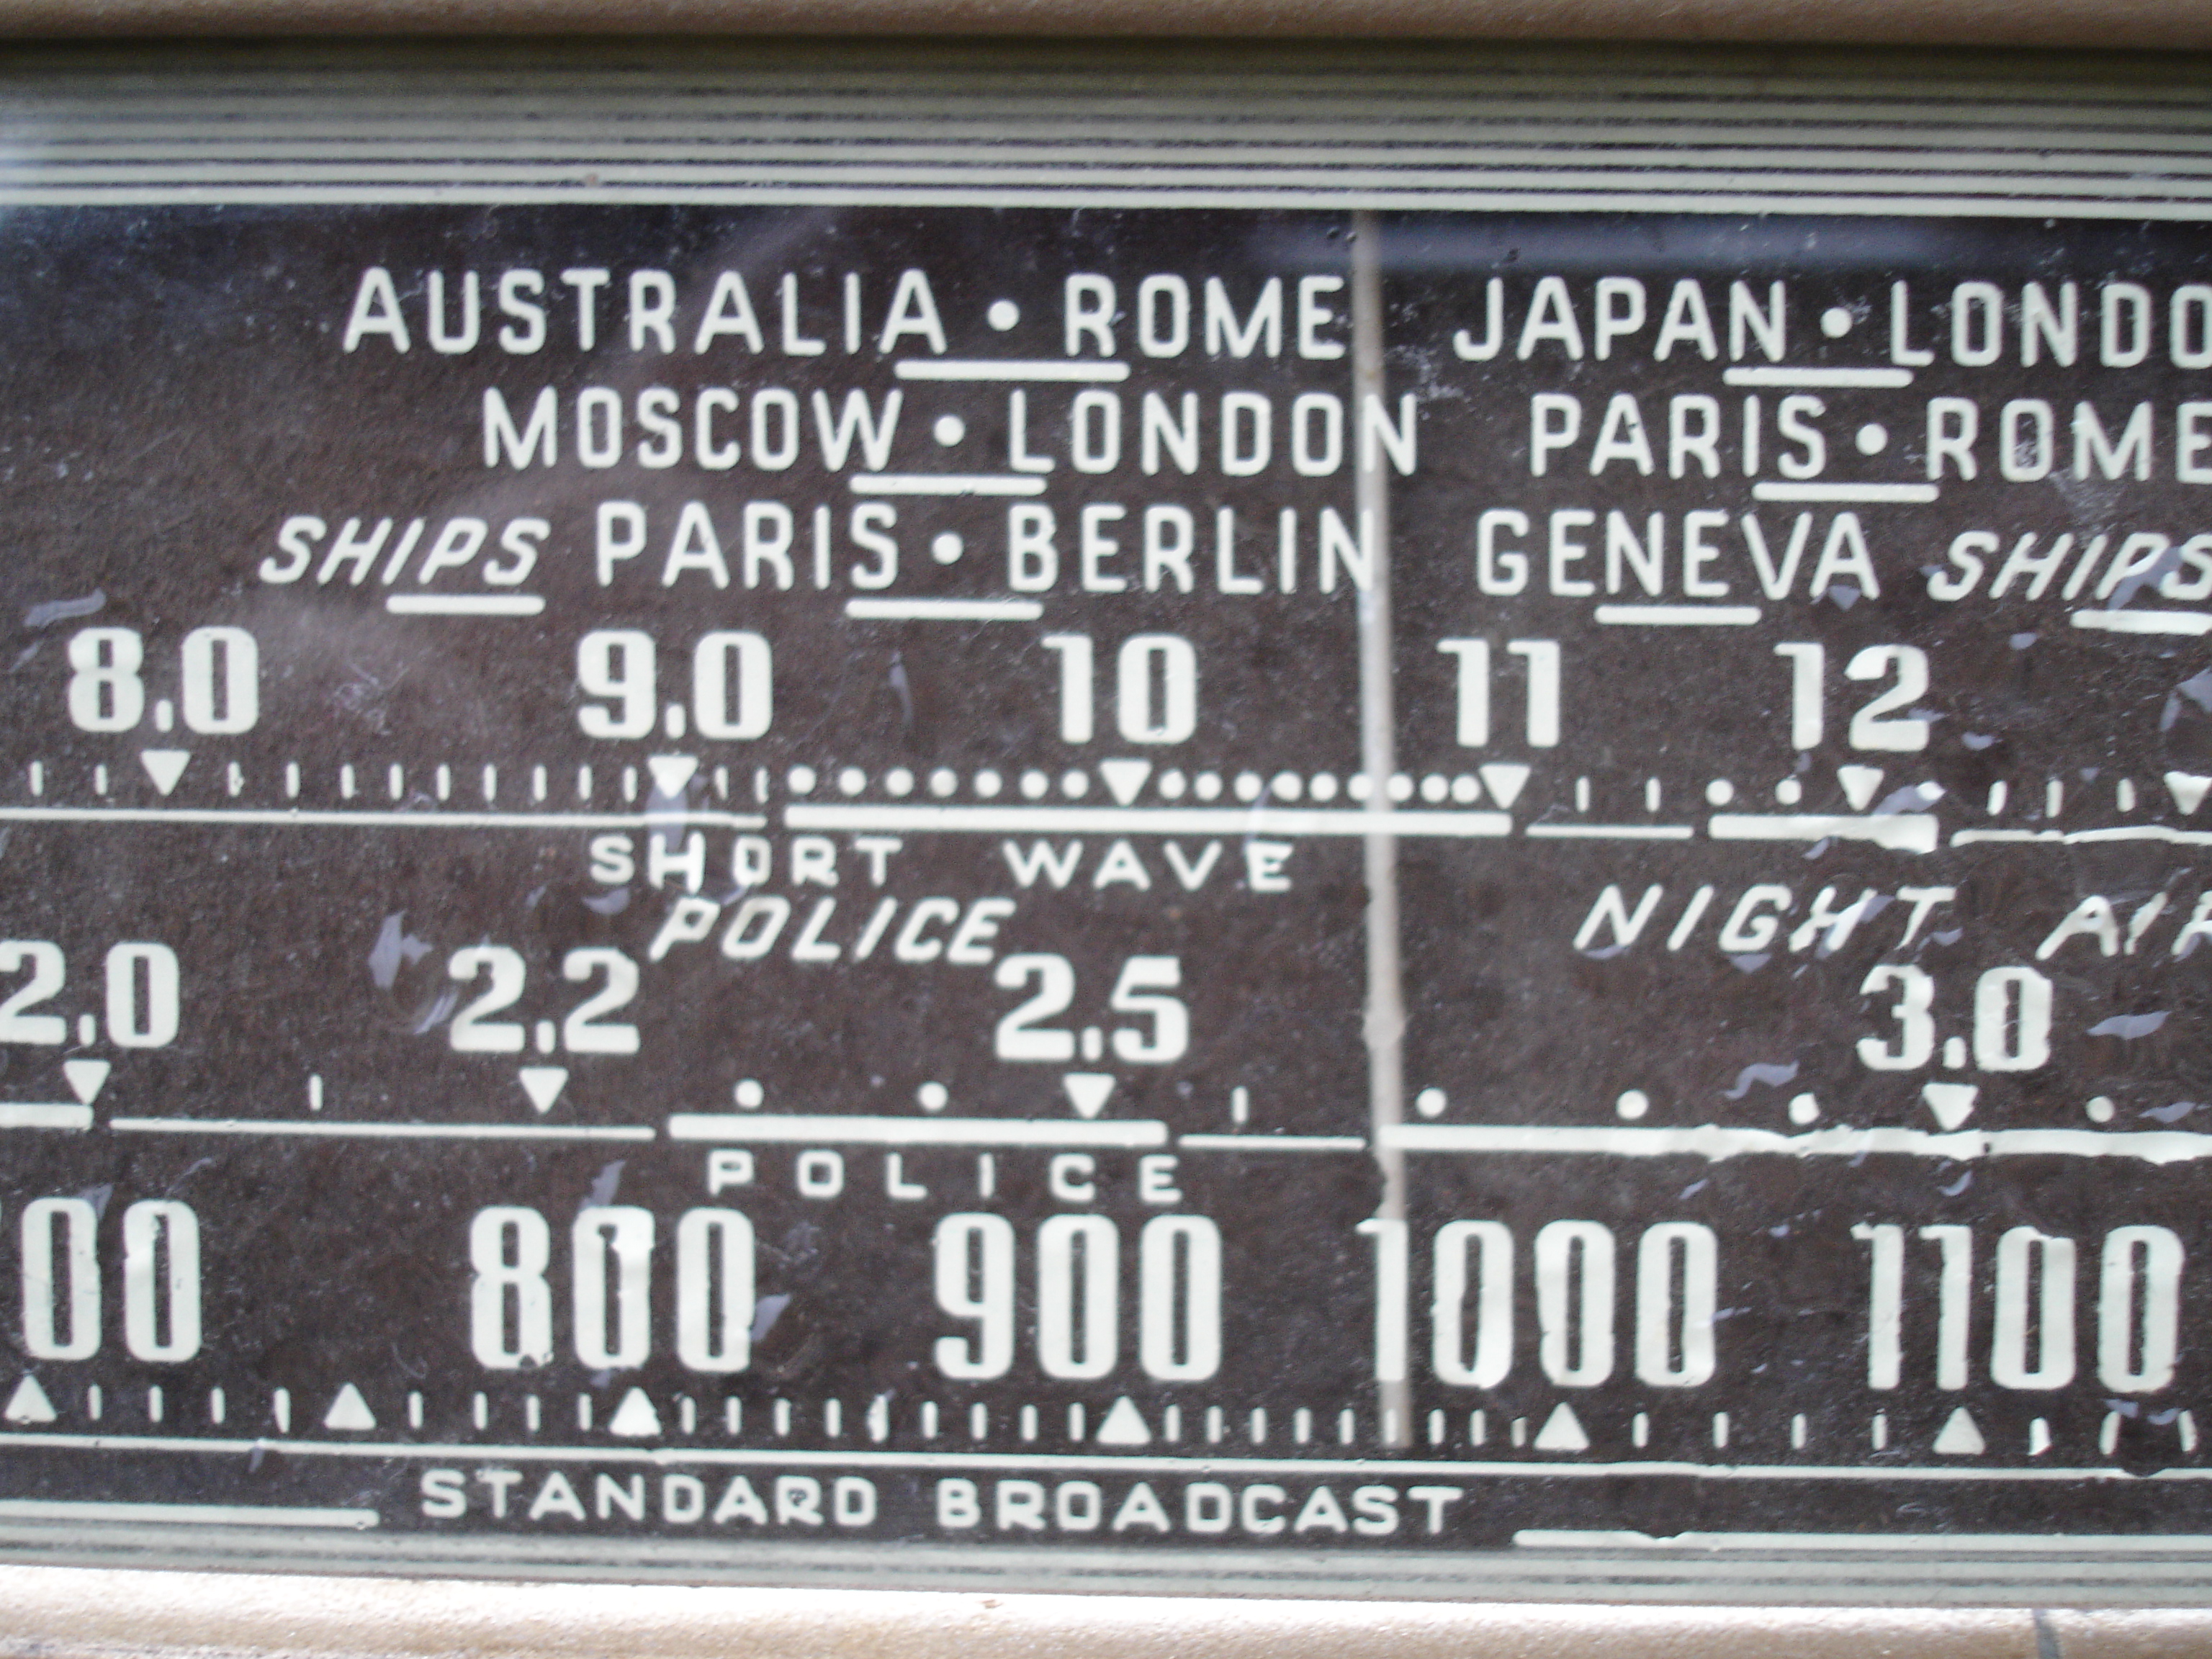 AUSTRALIA • ROME JAPAN • LONDO
MOSCOW • LONDON PARIS • ROME
SHIPS PARIS • BERLIN GENEVA SHIPS
8.0 9.0 10 11 12
SHORT WAVE
POLICE NIGHT AIR
2.0 2.2 2.5 3.0
POLICE
00 800 900 1000 1100
STANDARD BROADCAST